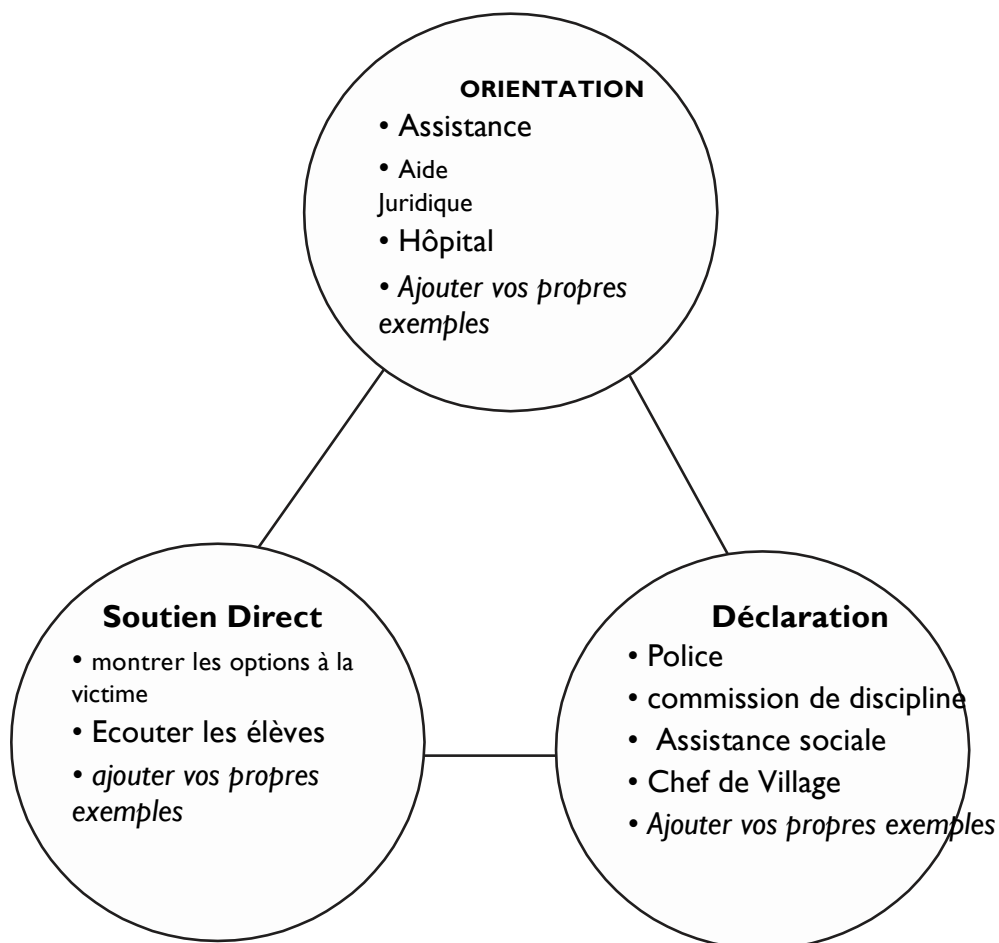 ORIENTATION
• Assistance
• Aide
Juridique
• Hôpital
• Ajouter vos propres
exemples
Soutien Direct
• montrer les options à la
victime
• Ecouter les élèves
• ajouter vos propres
exemples
Déclaration
• Police
• commission de discipline
• Assistance sociale
• Chef de Village
• Ajouter vos propres exemples